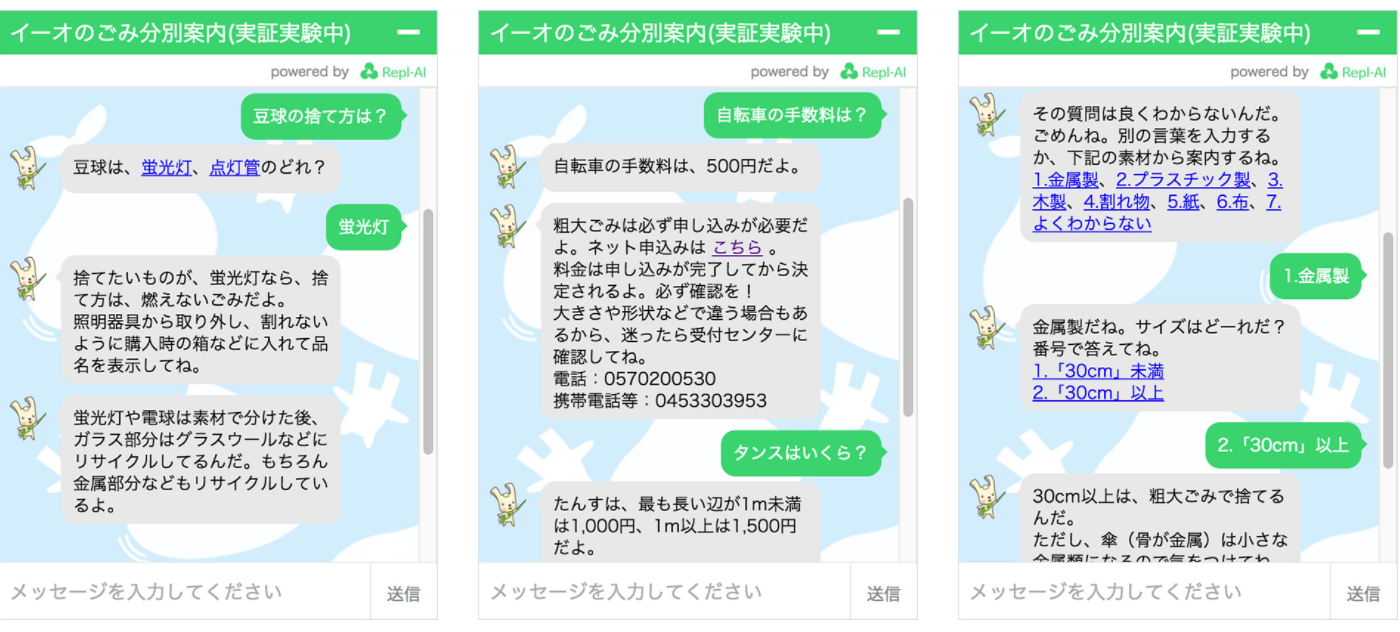 イーオのごみ分別案内(実証実験中)
powered by Repl-AI
豆球の捨て方は？
豆球は、蛍光灯、点灯管のどれ？
蛍光灯
捨てたいものが、蛍光灯なら、捨
て方は、燃えないごみだよ。
照明器具から取り外し、割れない
ように購入時の箱などに入れて品
名を表示してね。
蛍光灯や電球は素材で分けた後、
ガラス部分はグラスウールなどに
リサイクルしてるんだ。もちろん
金属部分などもリサイクルしてい
るよ。
メッセージを入力してください
送信
イーオのごみ分別案内(実証実験中)
powered by Repl-AI
自転車の手数料は？
自転車の手数料は、500円だよ。
粗大ごみは必ず申し込みが必要だ
よ。ネット申込みは こちら 。
料金は申し込みが完了してから決
定されるよ。必ず確認を！
大きさや形状などで違う場合もあ
るから、迷ったら受付センターに
確認してね。
電話：0570200530
携帯電話等：0453303953
タンスはいくら？
たんすは、最も長い辺が1m未満
は1,000円、1m以上は1,500円
だよ。
メッセージを入力してください
送信
イーオのごみ分別案内(実証実験中)
powered by Repl-AI
その質問は良くわからないんだ。
ごめんね。別の言葉を入力する
か、下記の素材から案内するね。
1.金属製、2.プラスチック製、3.
木製、4.割れ物、5.紙、6.布、7.
よくわからない
1.金属製
金属製だね。サイズはどーれだ？
番号で答えてね。
1.「30cm」未満
2.「30cm」以上
2.「30cm」以上
30cm以上は、粗大ごみで捨てる
んだ。
ただし、傘（骨が金属）は小さな
金属類になるので気をつけてね
メッセージを入力してください
送信